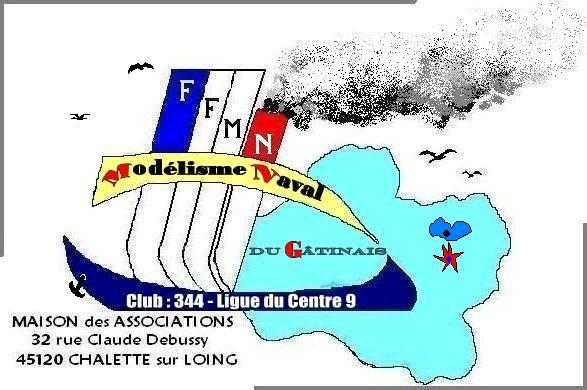 F F M N
Modélisme Naval
DU GÂTINAIS
Club : 344 - Ligue du Centre 9
MAISON des ASSOCIATIONS
32 rue Claude Debussy
45120 CHALETTE sur LOING